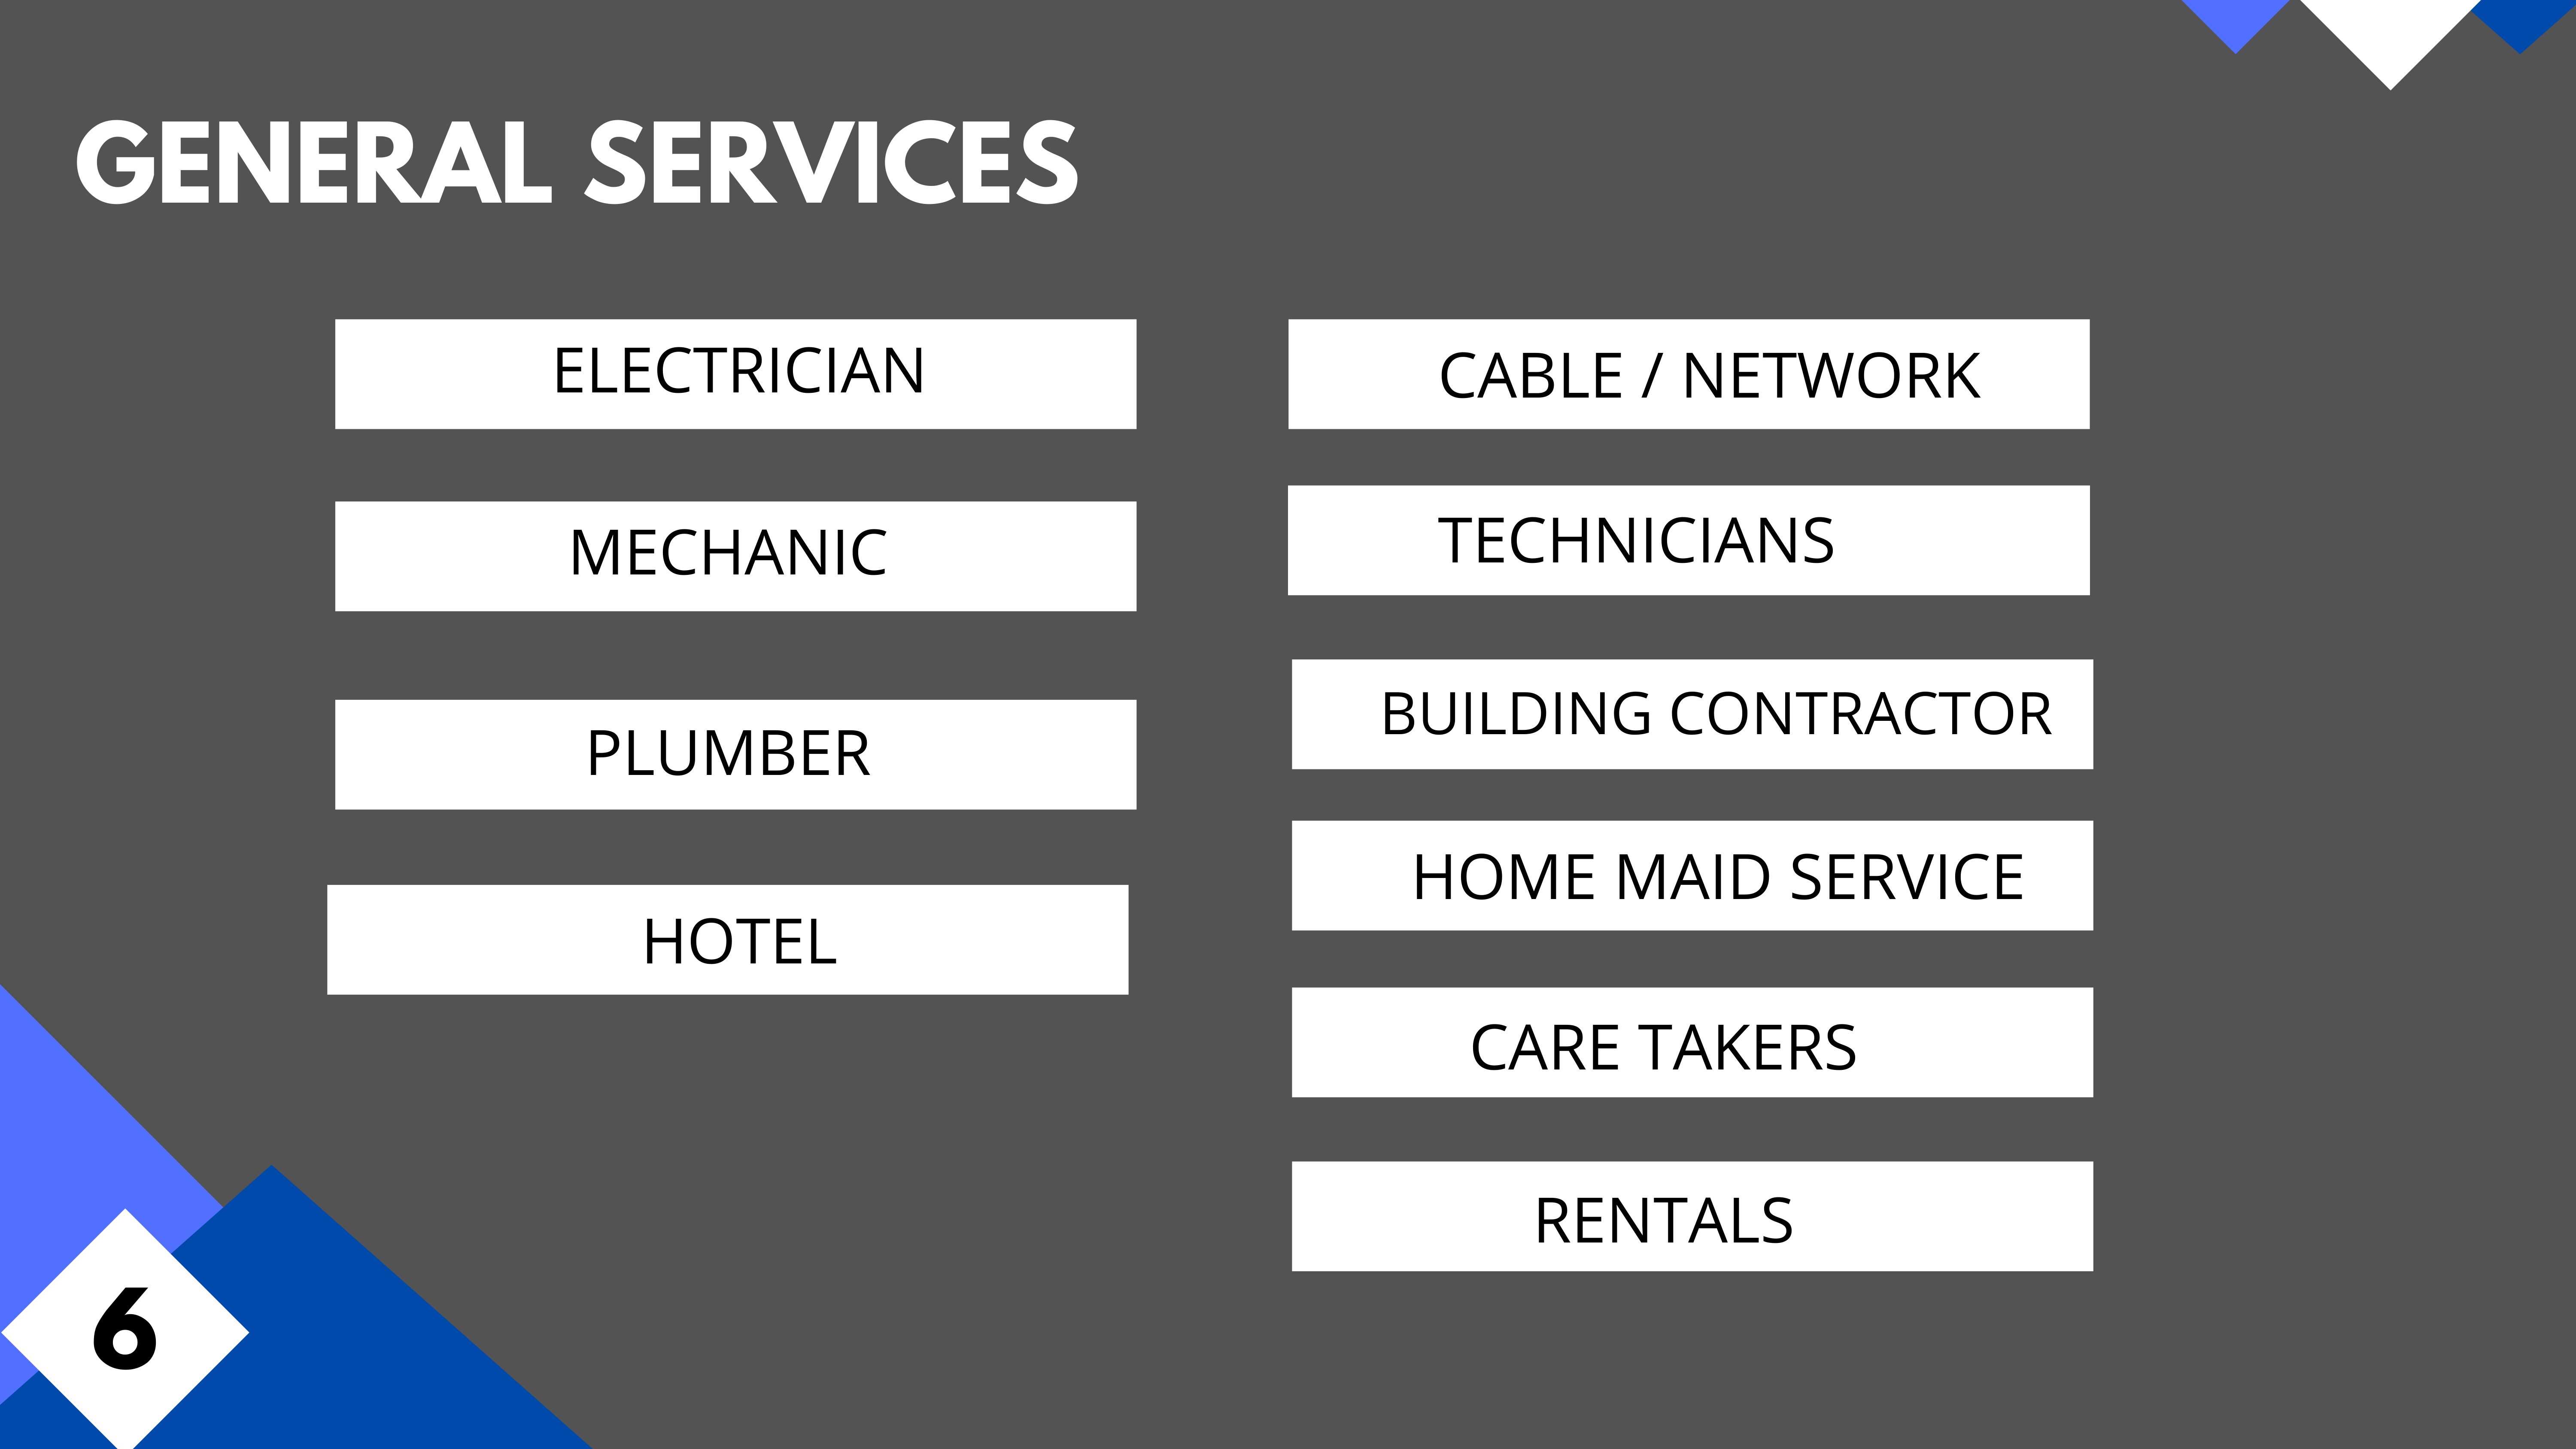 GENERAL SERVICES
ELECTRICIAN
MECHANIC
PLUMBER
HOTEL
CABLE / NETWORK
TECHNICIANS
BUILDING CONTRACTOR
HOME MAID SERVICE
CARE TAKERS
RENTALS
6